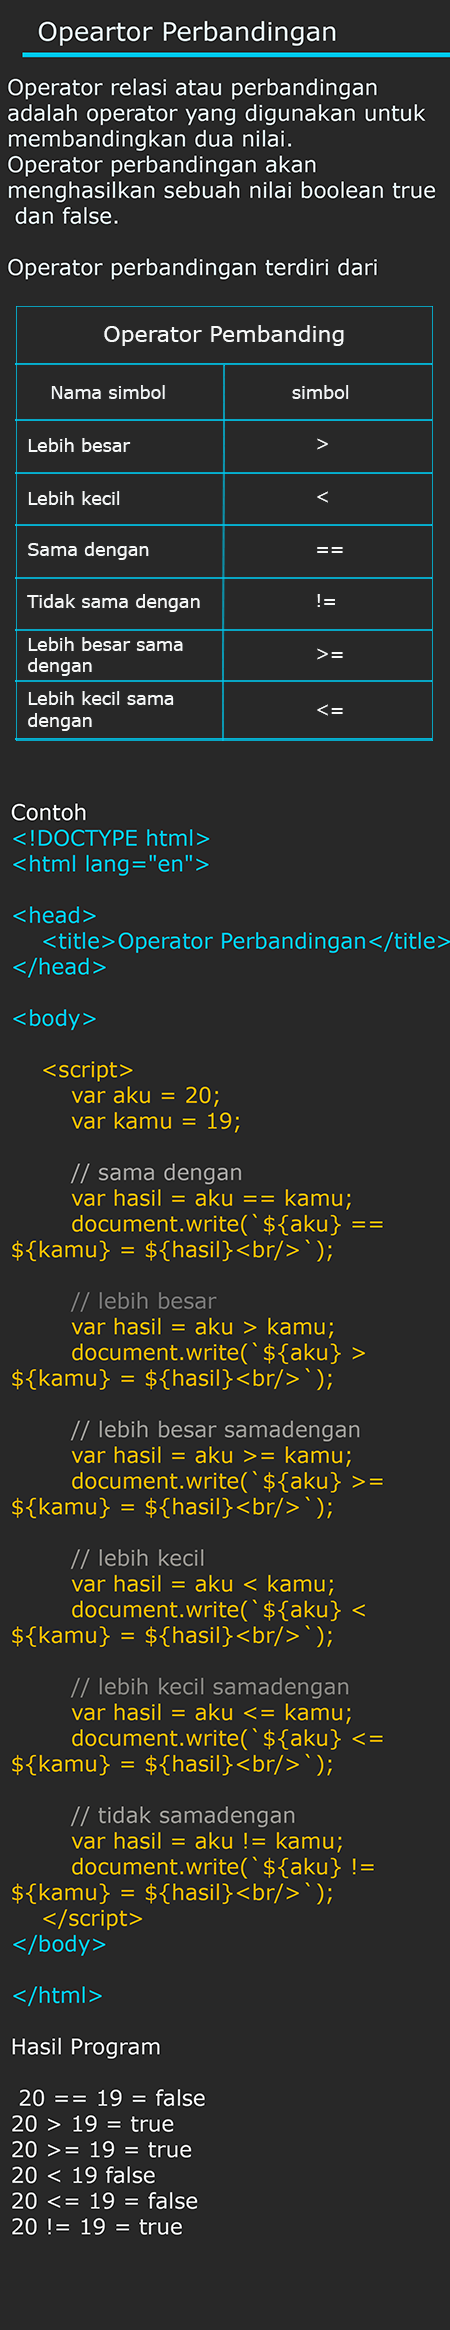 Opeartor Perbandingan
Operator relasi atau perbandingan
adalah operator yang digunakan untuk
membandingkan dua nilai.
Operator perbandingan akan
menghasilkan sebuah nilai boolean true
dan false.
Operator perbandingan terdiri dari
Operator Pembanding
Nama simbol simbol
Lebih besar >
Lebih kecil <
Sama dengan ==
Tidak sama dengan !=
Lebih besar sama
dengan >=
Lebih kecil sama
dengan <=
Contoh
<!DOCTYPE html>
<html lang="en">
<head>
<title>Operator Perbandingan</title>
</head>
<body>
<script>
var aku = 20;
var kamu = 19;
// sama dengan
var hasil = aku == kamu;
document.write(`${aku} ==
${kamu} = ${hasil}<br/>`);
// lebih besar
var hasil = aku > kamu;
document.write(`${aku} >
${kamu} = ${hasil}<br/>`);
// lebih besar samadengan
var hasil = aku >= kamu;
document.write(`${aku} >=
${kamu} = ${hasil}<br/>`);
// lebih kecil
var hasil = aku < kamu;
document.write(`${aku} <
${kamu} = ${hasil}<br/>`);
// lebih kecil samadengan
var hasil = aku <= kamu;
document.write(`${aku} <=
${kamu} = ${hasil}<br/>`);
// tidak samadengan
var hasil = aku != kamu;
document.write(`${aku} !=
${kamu} = ${hasil}<br/>`);
</script>
</body>
</html>
Hasil Program
20 == 19 = false
20 > 19 = true
20 >= 19 = true
20 < 19 false
20 <= 19 = false
20 != 19 = true